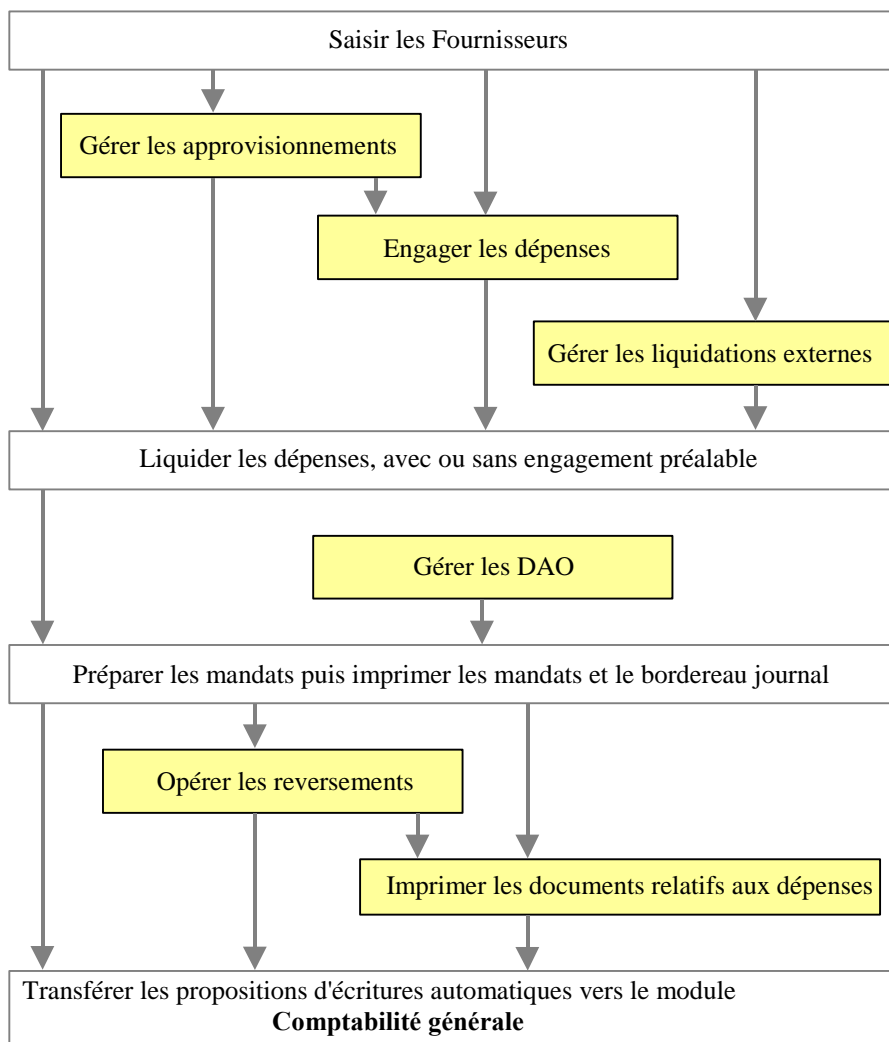 Saisir les Fournisseurs
Gérer les approvisionnements
Engager les dépenses
Gérer les liquidations externes
Liquider les dépenses, avec ou sans engagement préalable
Gérer les DAO
Préparer les mandats puis imprimer les mandats et le bordereau journal
Opérer les reversements
Imprimer les documents relatifs aux dépenses
Transférer les propositions d'écritures automatiques vers le module
Comptabilité générale